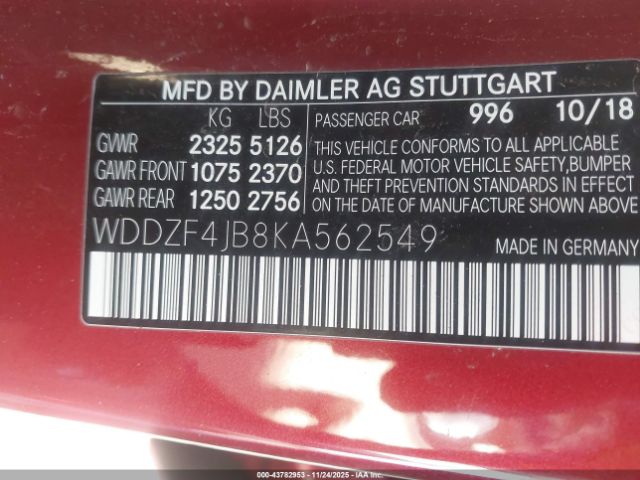 MFD BY DAIMLER AG STUTTGART
KG LBS PASSENGER CAR 996 10/18
GVWR 2325 5126
GAWR FRONT 1075 2370
GAWR REAR 1250 2756
THIS VEHICLE CONFORMS TO ALL APPLICABLE
U.S. FEDERAL MOTOR VEHICLE SAFETY, BUMPER
AND THEFT PREVENTION STANDARDS IN EFFECT
ON THE DATE OF MANUFACTURE SHOWN ABOVE
WDDZF4JB8KA562549 MADE IN GERMANY
000-43782953 - 11/24/2025 - IAAI.com